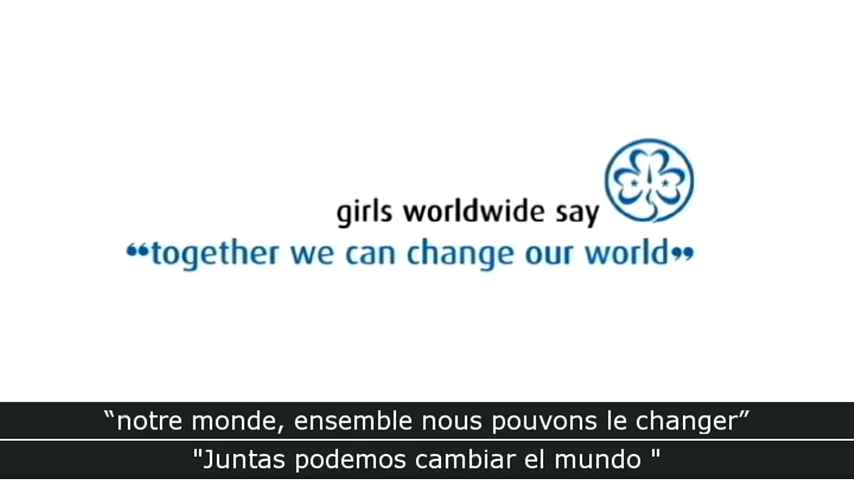 girls worldwide say
“together we can change our world”
“notre monde, ensemble nous pouvons le changer”
"Juntas podemos cambiar el mundo "